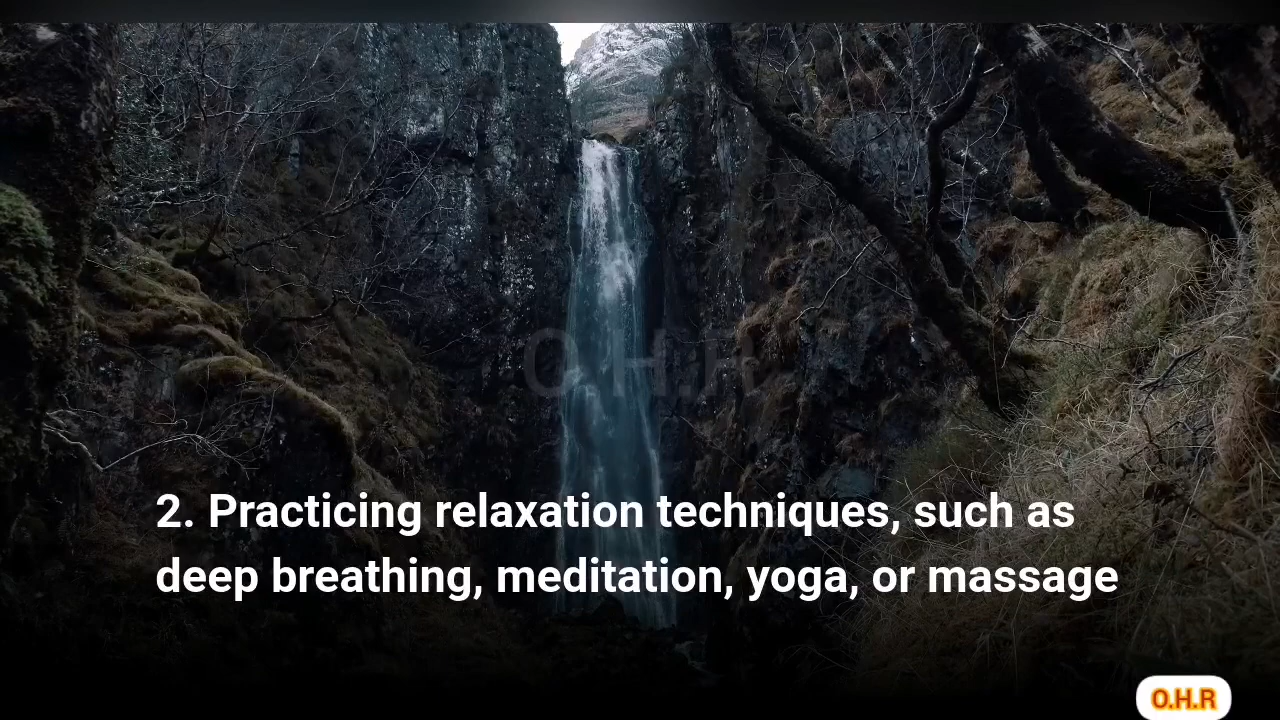 O.H.R
2. Practicing relaxation techniques, such as
deep breathing, meditation, yoga, or massage
O.H.R